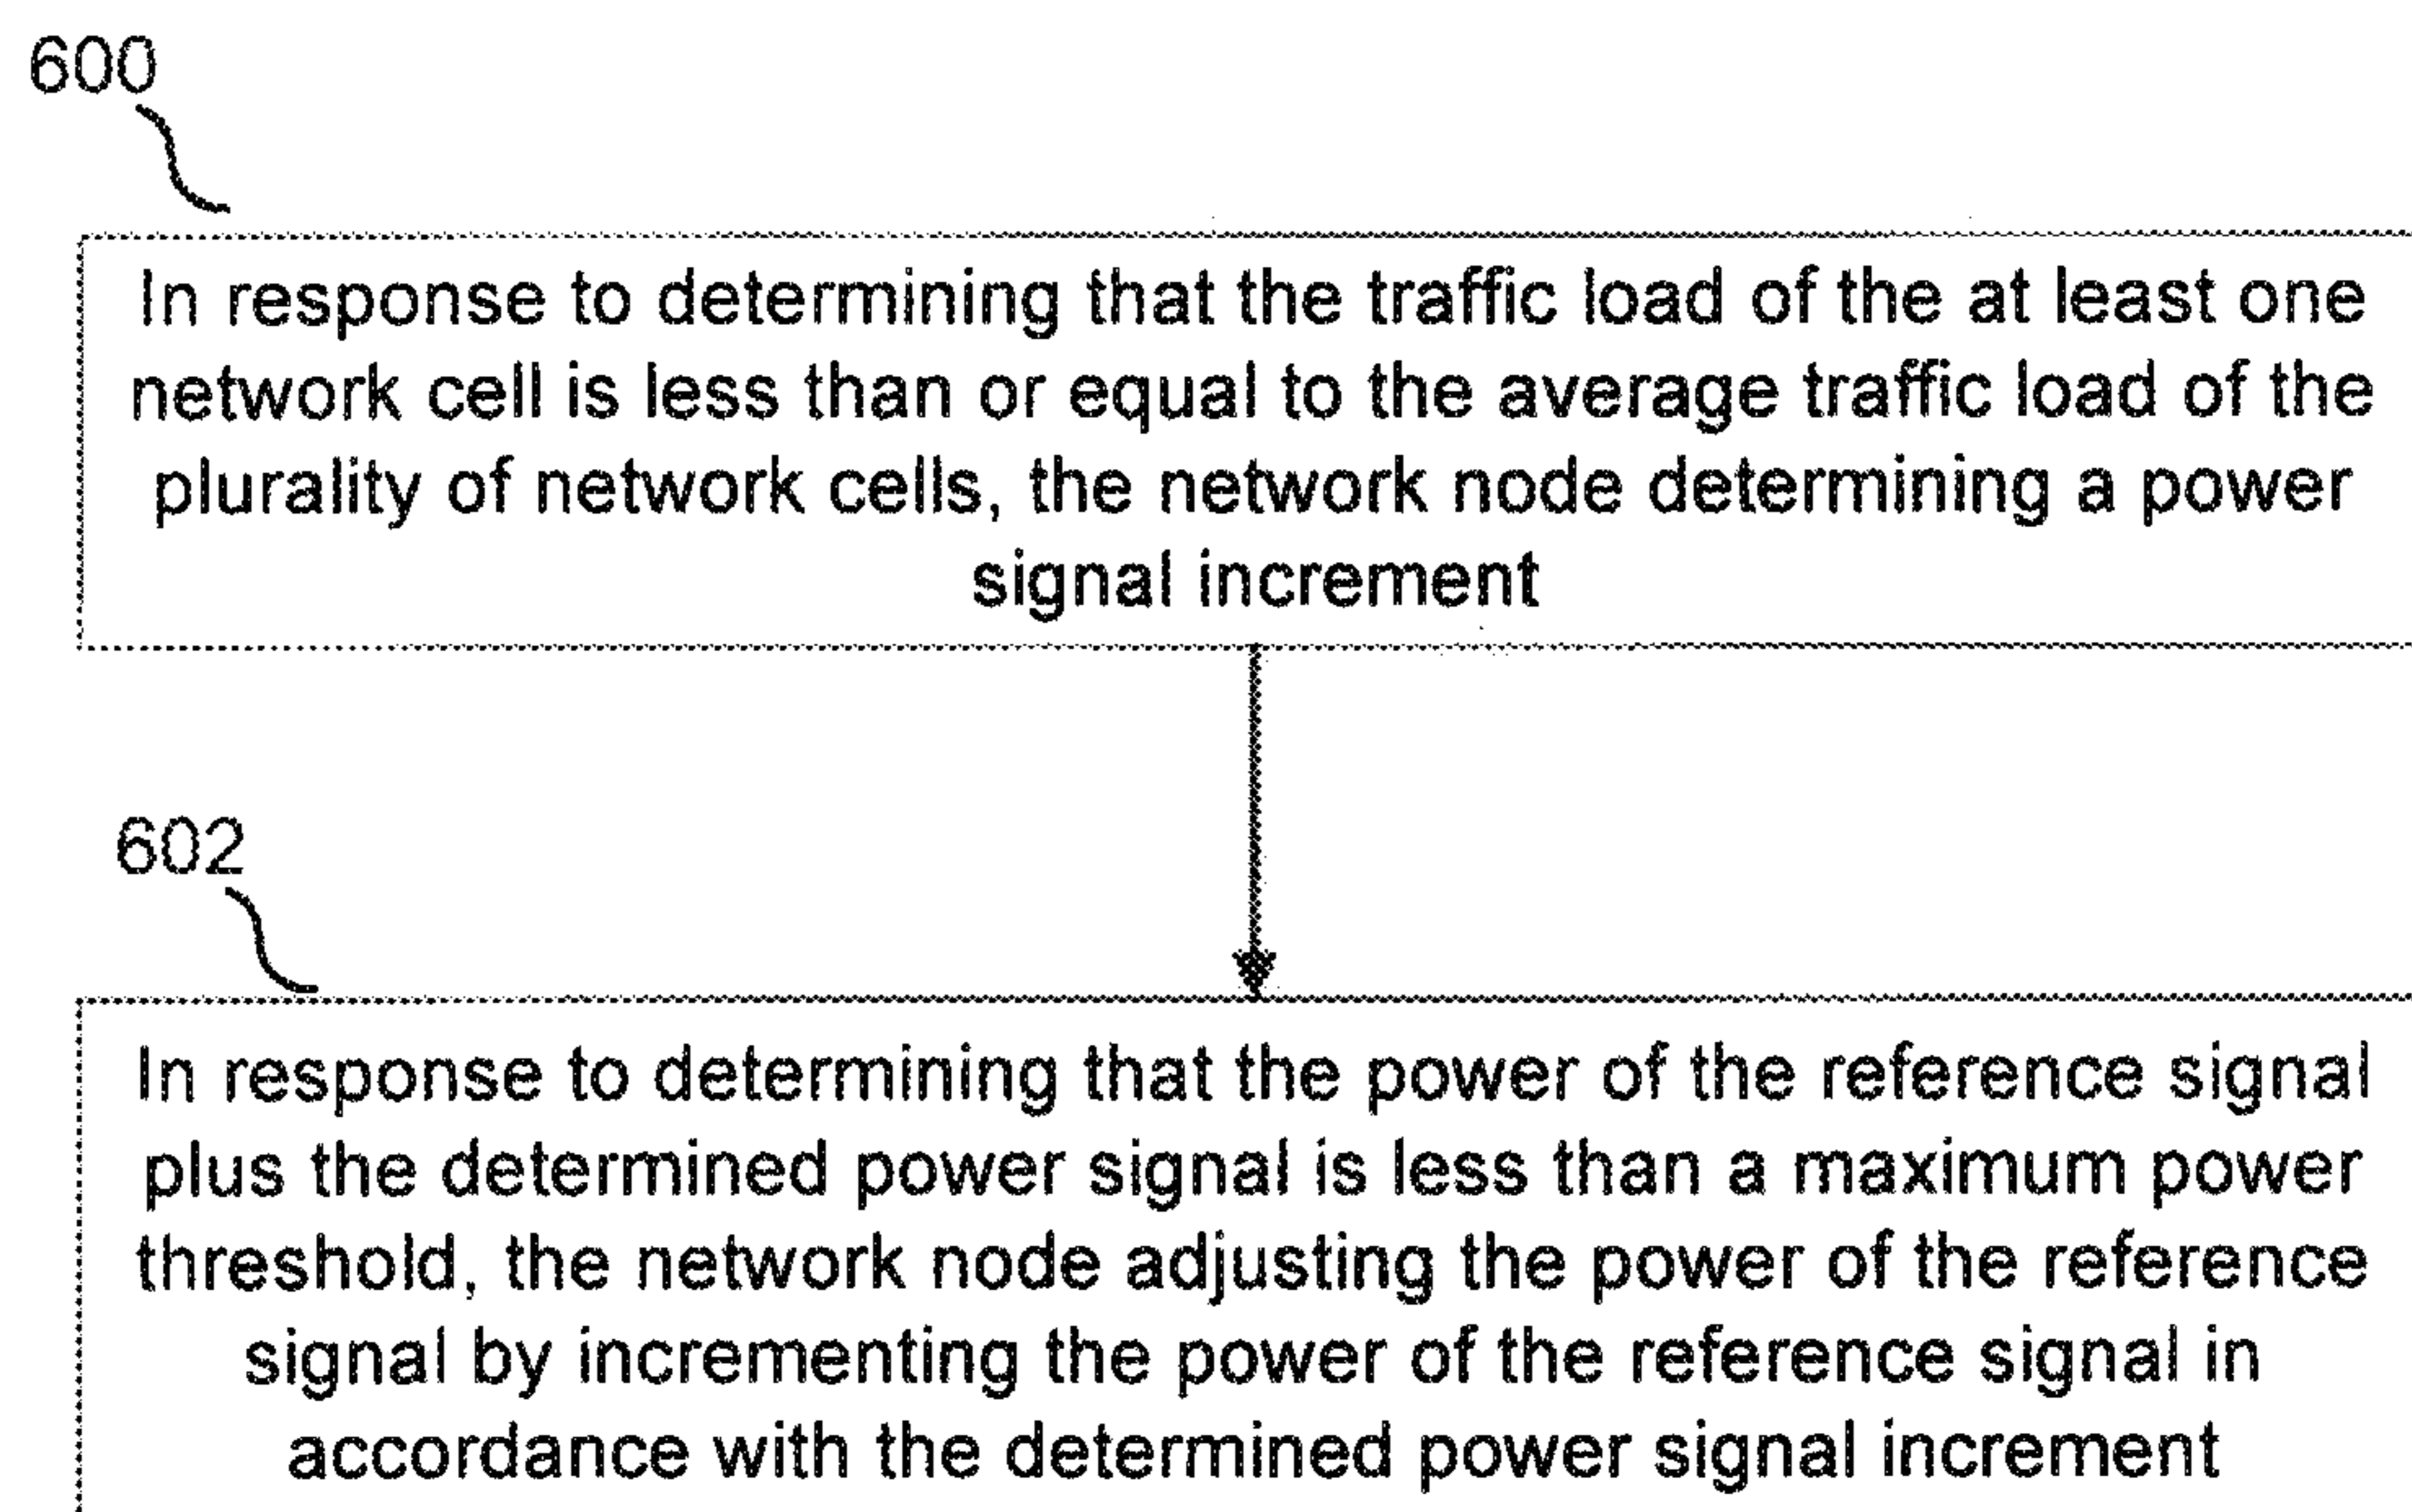 600
In response to determining that the traffic load of the at least one
network cell is less than or equal to the average traffic load of the
plurality of network cells, the network node determining a power
signal increment
602
In response to determining that the power of the reference signal
plus the determined power signal is less than a maximum power
threshold, the network node adjusting the power of the reference
signal by incrementing the power of the reference signal in
accordance with the determined power signal increment